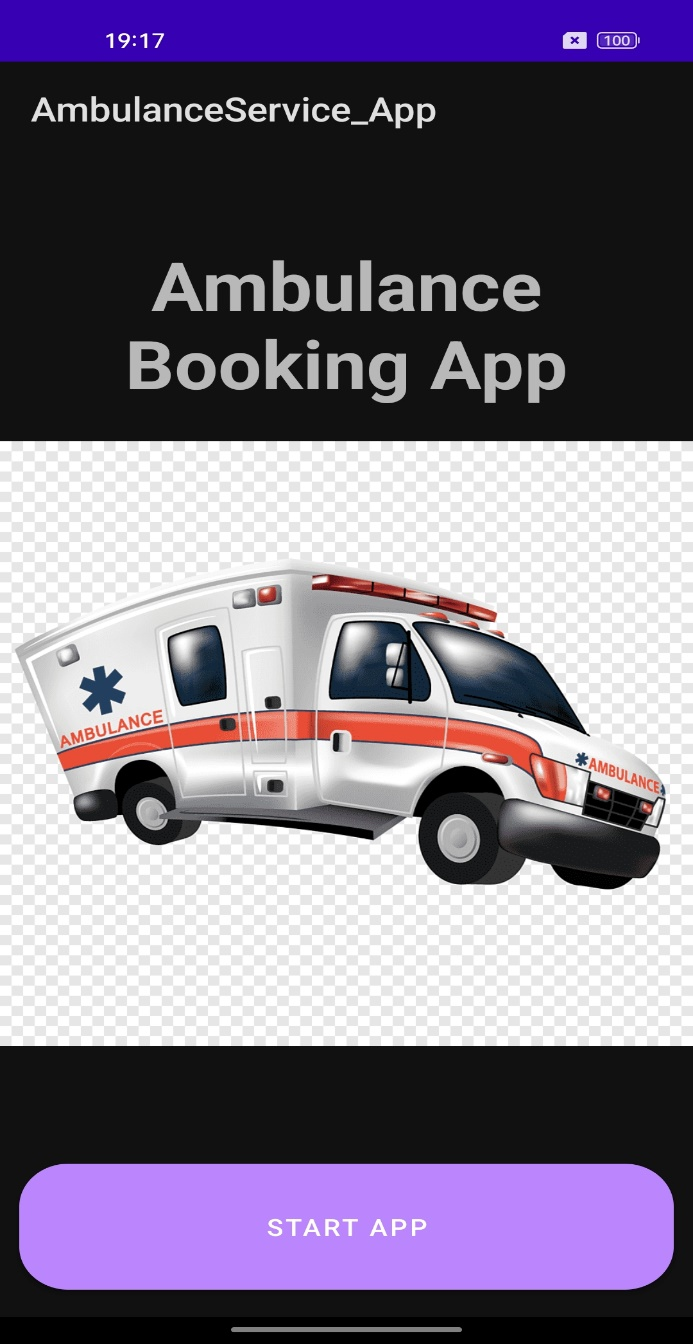 19:17
100
AmbulanceService_App
Ambulance
Booking App
AMBULANCE
AMBULANCE
START APP